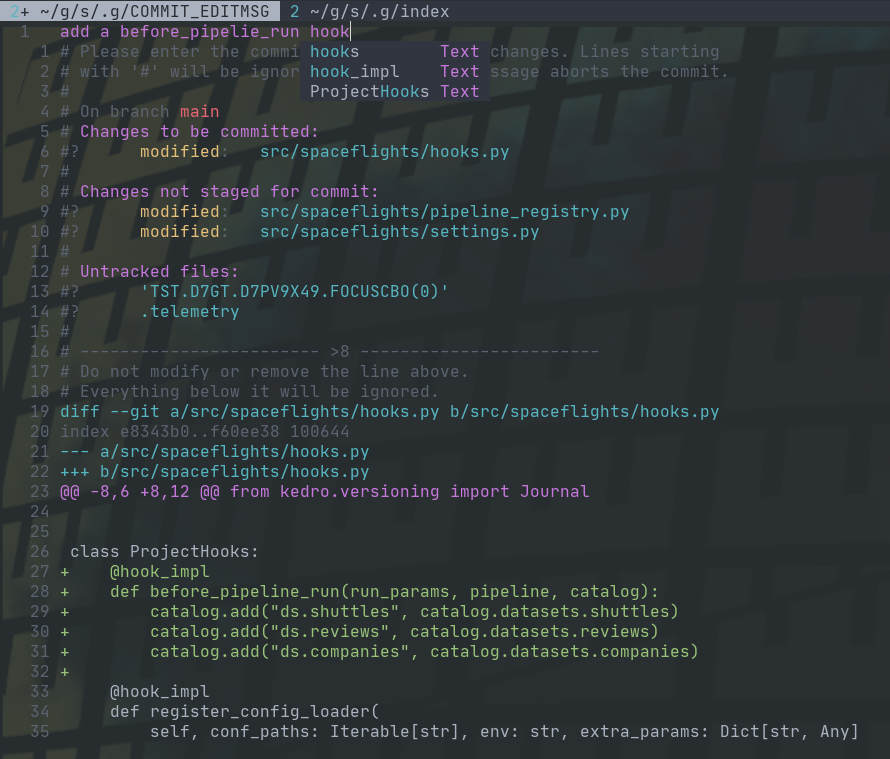 2+ ~/g/s/.g/COMMIT_EDITMSG 2 ~/g/s/.g/index
1 add a before_pipelie_run hook
1 # Please enter the commi hooks Text changes. Lines starting
2 # with '#' will be ignor hook_impl Text ssage aborts the commit.
3 # ProjectHooks Text
4 # On branch main
5 # Changes to be committed:
6 #? modified: src/spaceflights/hooks.py
7 #
8 # Changes not staged for commit:
9 #? modified: src/spaceflights/pipeline_registry.py
10 #? modified: src/spaceflights/settings.py
11 #
12 # Untracked files:
13 #? 'TST.D7GT.D7PV9X49.FOCUSCBO(0)'
14 #? .telemetry
15 #
16 # ------------------------ >8 ------------------------
17 # Do not modify or remove the line above.
18 # Everything below it will be ignored.
19 diff --git a/src/spaceflights/hooks.py b/src/spaceflights/hooks.py
20 index e8343b0..f60ee38 100644
21 --- a/src/spaceflights/hooks.py
22 +++ b/src/spaceflights/hooks.py
23 @@ -8,6 +8,12 @@ from kedro.versioning import Journal
24
25
26 class ProjectHooks:
27 + @hook_impl
28 + def before_pipeline_run(run_params, pipeline, catalog):
29 + catalog.add("ds.shuttles", catalog.datasets.shuttles)
30 + catalog.add("ds.reviews", catalog.datasets.reviews)
31 + catalog.add("ds.companies", catalog.datasets.companies)
32 +
33 @hook_impl
34 def register_config_loader(
35 self, conf_paths: Iterable[str], env: str, extra_params: Dict[str, Any]